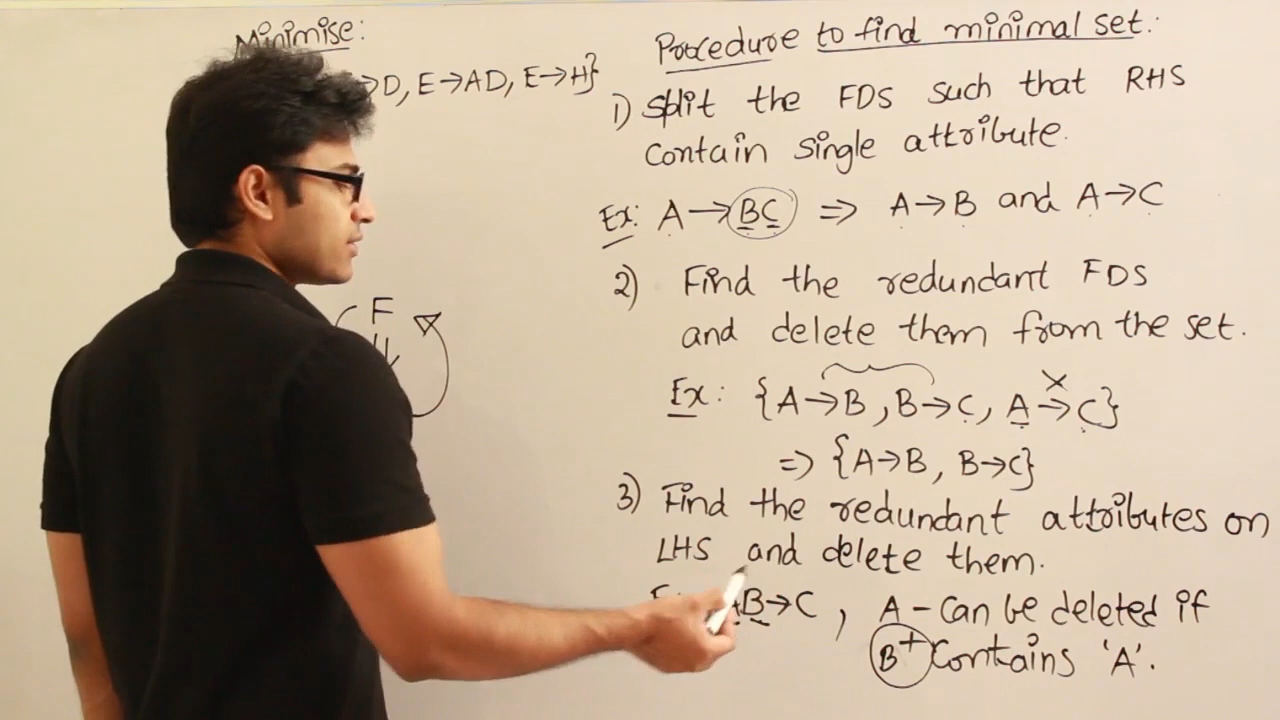 Minimise:
→D, E→AD, E→H}
F
Procedure to find minimal set:
1) Split the FDS such that RHS
contain single attribute.
Ex: A→BC ⇒ A→B and A→C
2) Find the redundant FDS
and delete them from the set.
Ex: {A→B, B→C, A→C}
=> {A→B, B→C}
3) Find the redundant attributes on
LHS and delete them.
AB→C, A-can be deleted if
B+ contains 'A'.